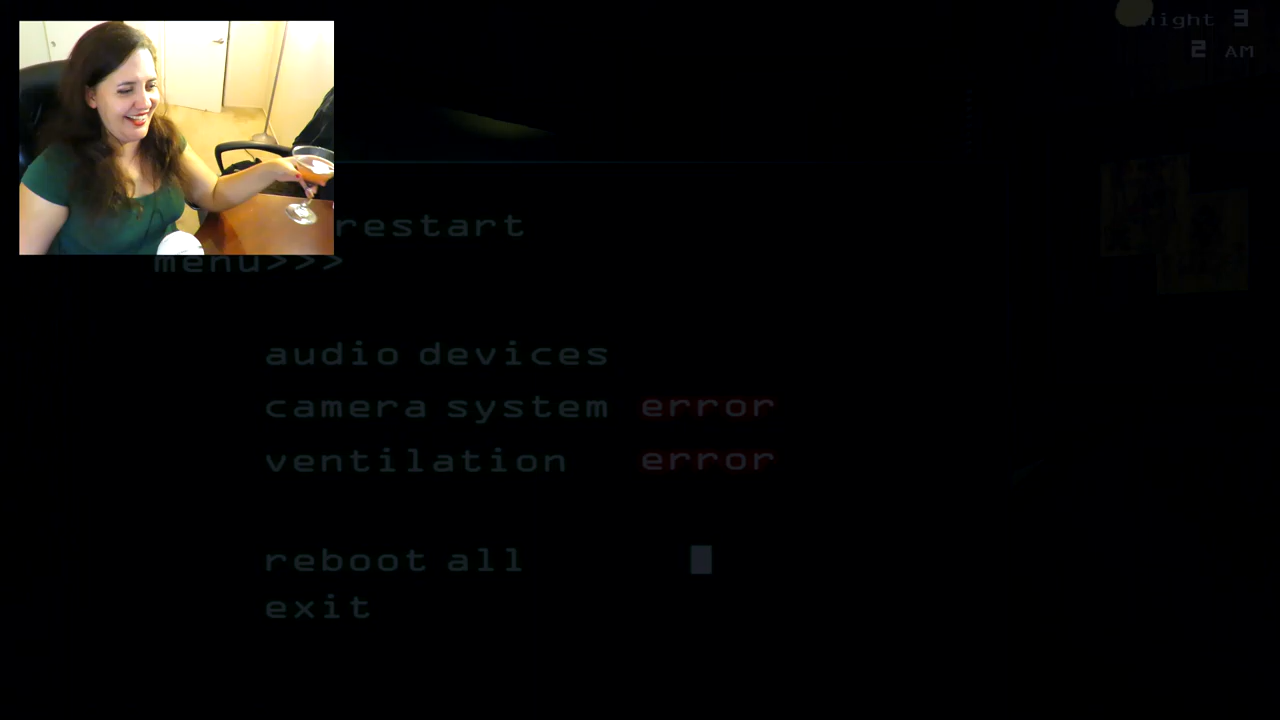 night 3
2 AM
restart
menu>>>
audio devices
camera system error
ventilation error
reboot all
exit